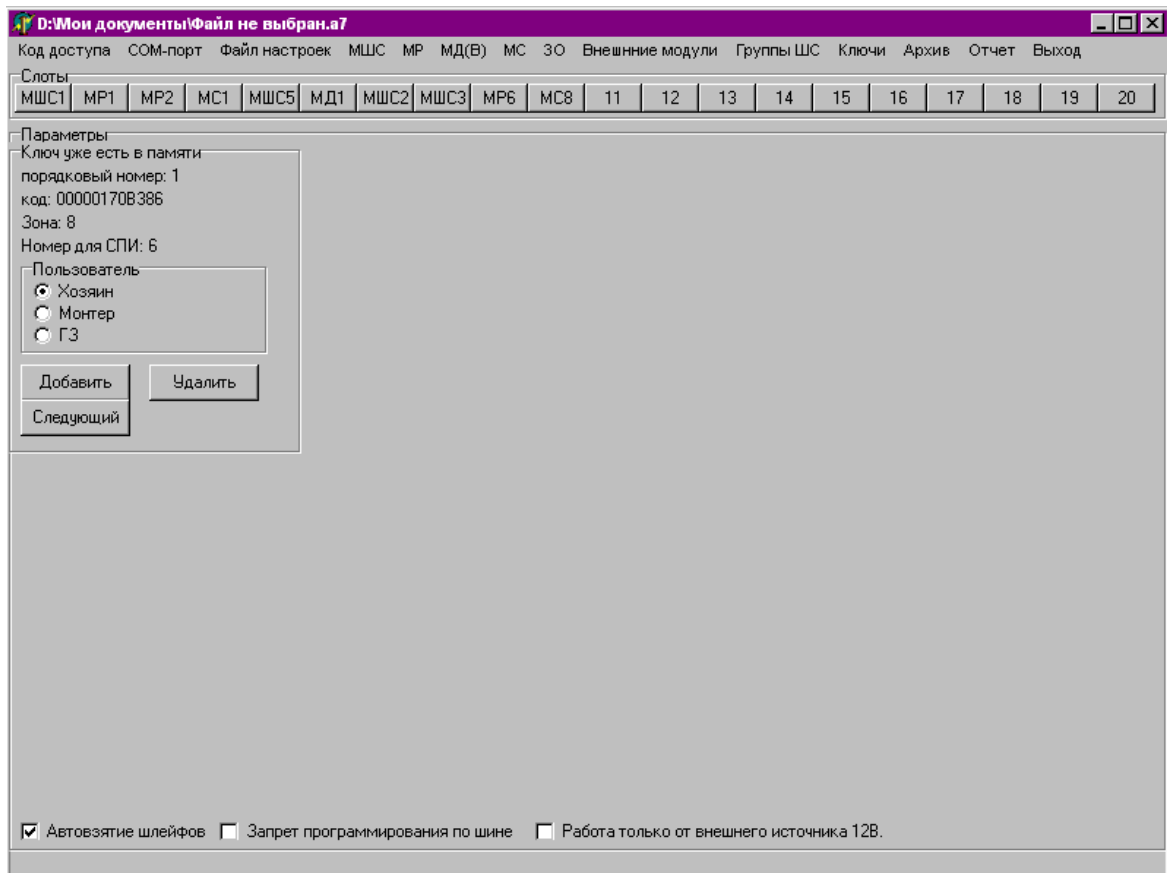 D:\Мои документы\Файл не выбран.a7
Код доступа COM-порт Файл настроек МШС МР МД(В) МС ЗО Внешнние модули Группы ШС Ключи Архив Отчет Выход
Слоты
МШС1 МР1 МР2 МС1 МШС5 МД1 МШС2 МШС3 МР6 МС8 11 12 13 14 15 16 17 18 19 20
Параметры
Ключ уже есть в памяти
порядковый номер: 1
код: 00000170B386
Зона: 8
Номер для СПИ: 6
Пользователь
Хозяин
Монтер
ГЗ
Добавить Удалить
Следующий
Автовзятие шлейфов Запрет программирования по шине Работа только от внешнего источника 12В.